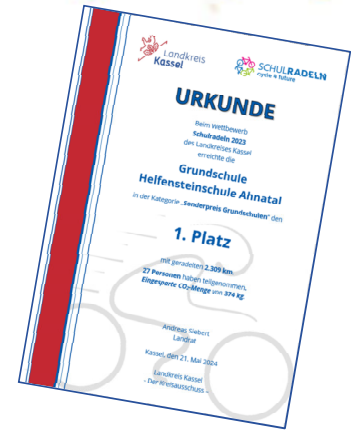 Landkreis
Kassel
SCHULRADELN
cycle 4 future
URKUNDE
Beim Wettbewerb
Schulradeln 2023
des Landkreises Kassel
erreichte die
Grundschule
Helfensteinschule Ahnatal
in der Kategorie „Sonderpreis Grundschulen" den
1. Platz
mit geradelten 2.309 km.
27 Personen haben teilgenommen,
Eingesparte CO₂-Menge von 374 kg.
Andreas Siebert
Landrat
Kassel, den 21. Mai 2024
Landkreis Kassel
- Der Kreisausschuss -